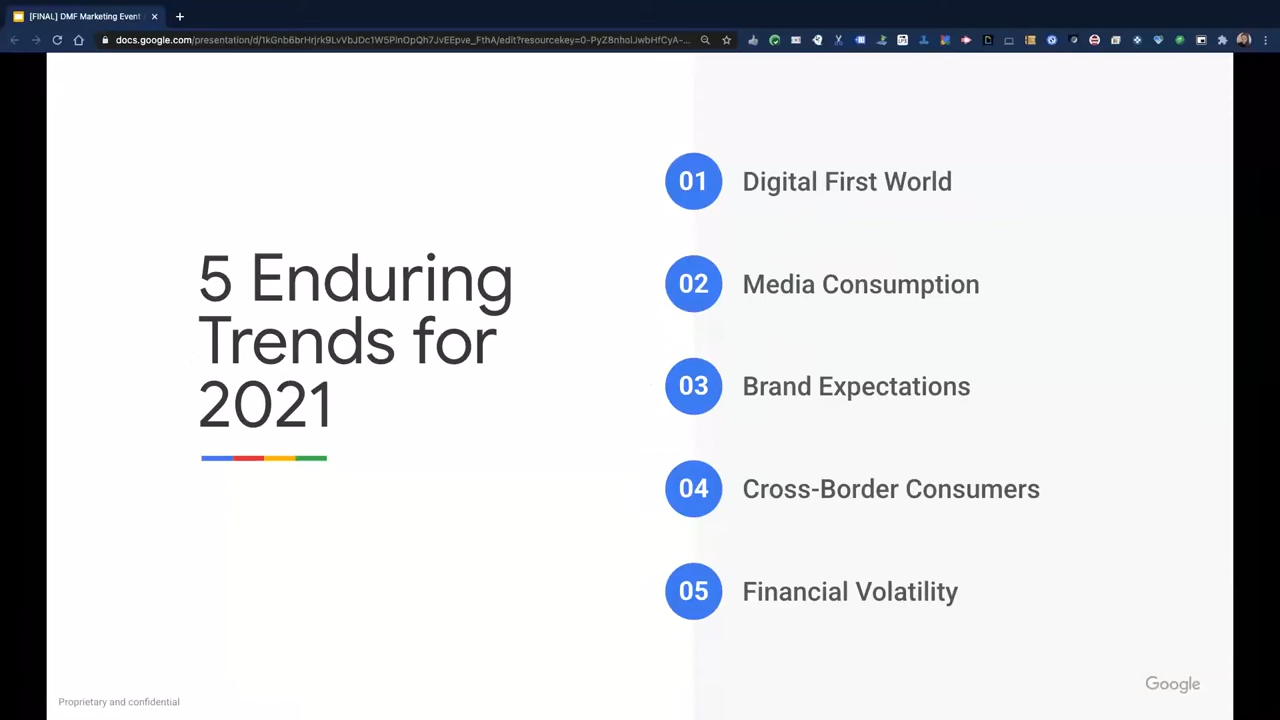 [FINAL] DMF Marketing Event
docs.google.com/presentation/d/1kGnb6brHrjrk9LvVbJDc1W5PlnOpQh7JvEEpve_FthA/edit?resourcekey=0-PyZ8nholJwbHfCyA-...
5 Enduring
Trends for
2021
01 Digital First World
02 Media Consumption
03 Brand Expectations
04 Cross-Border Consumers
05 Financial Volatility
Proprietary and confidential
Google